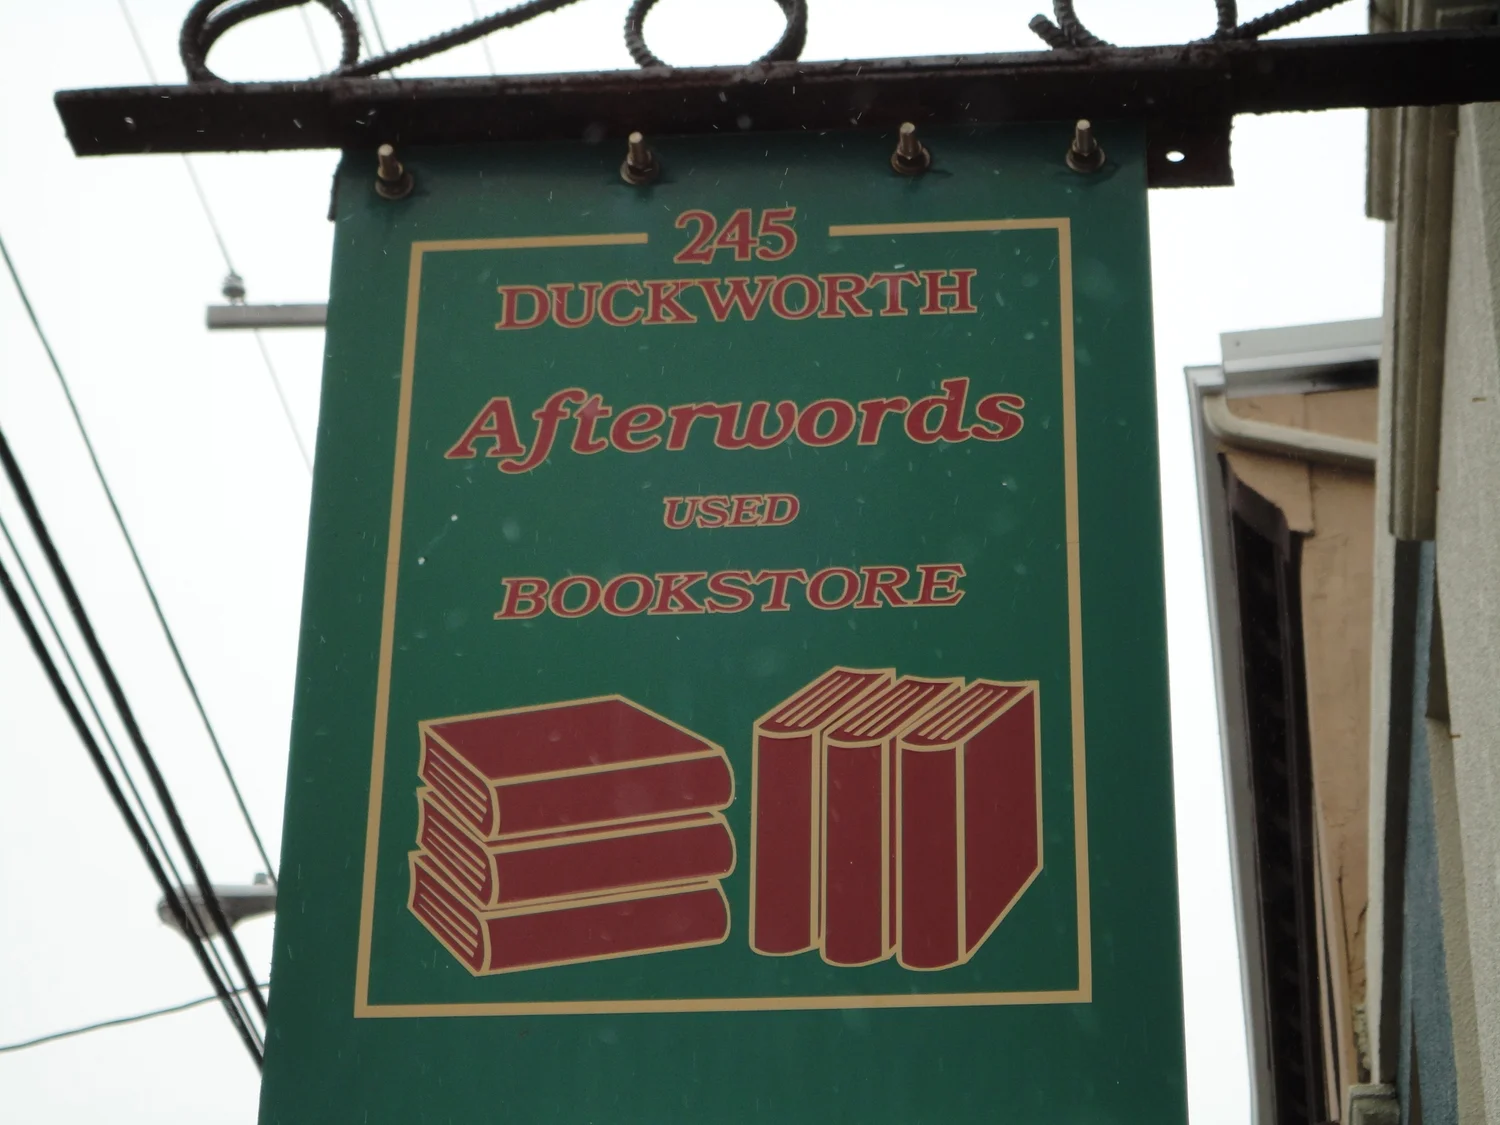 245
DUCKWORTH
Afterwords
USED
BOOKSTORE